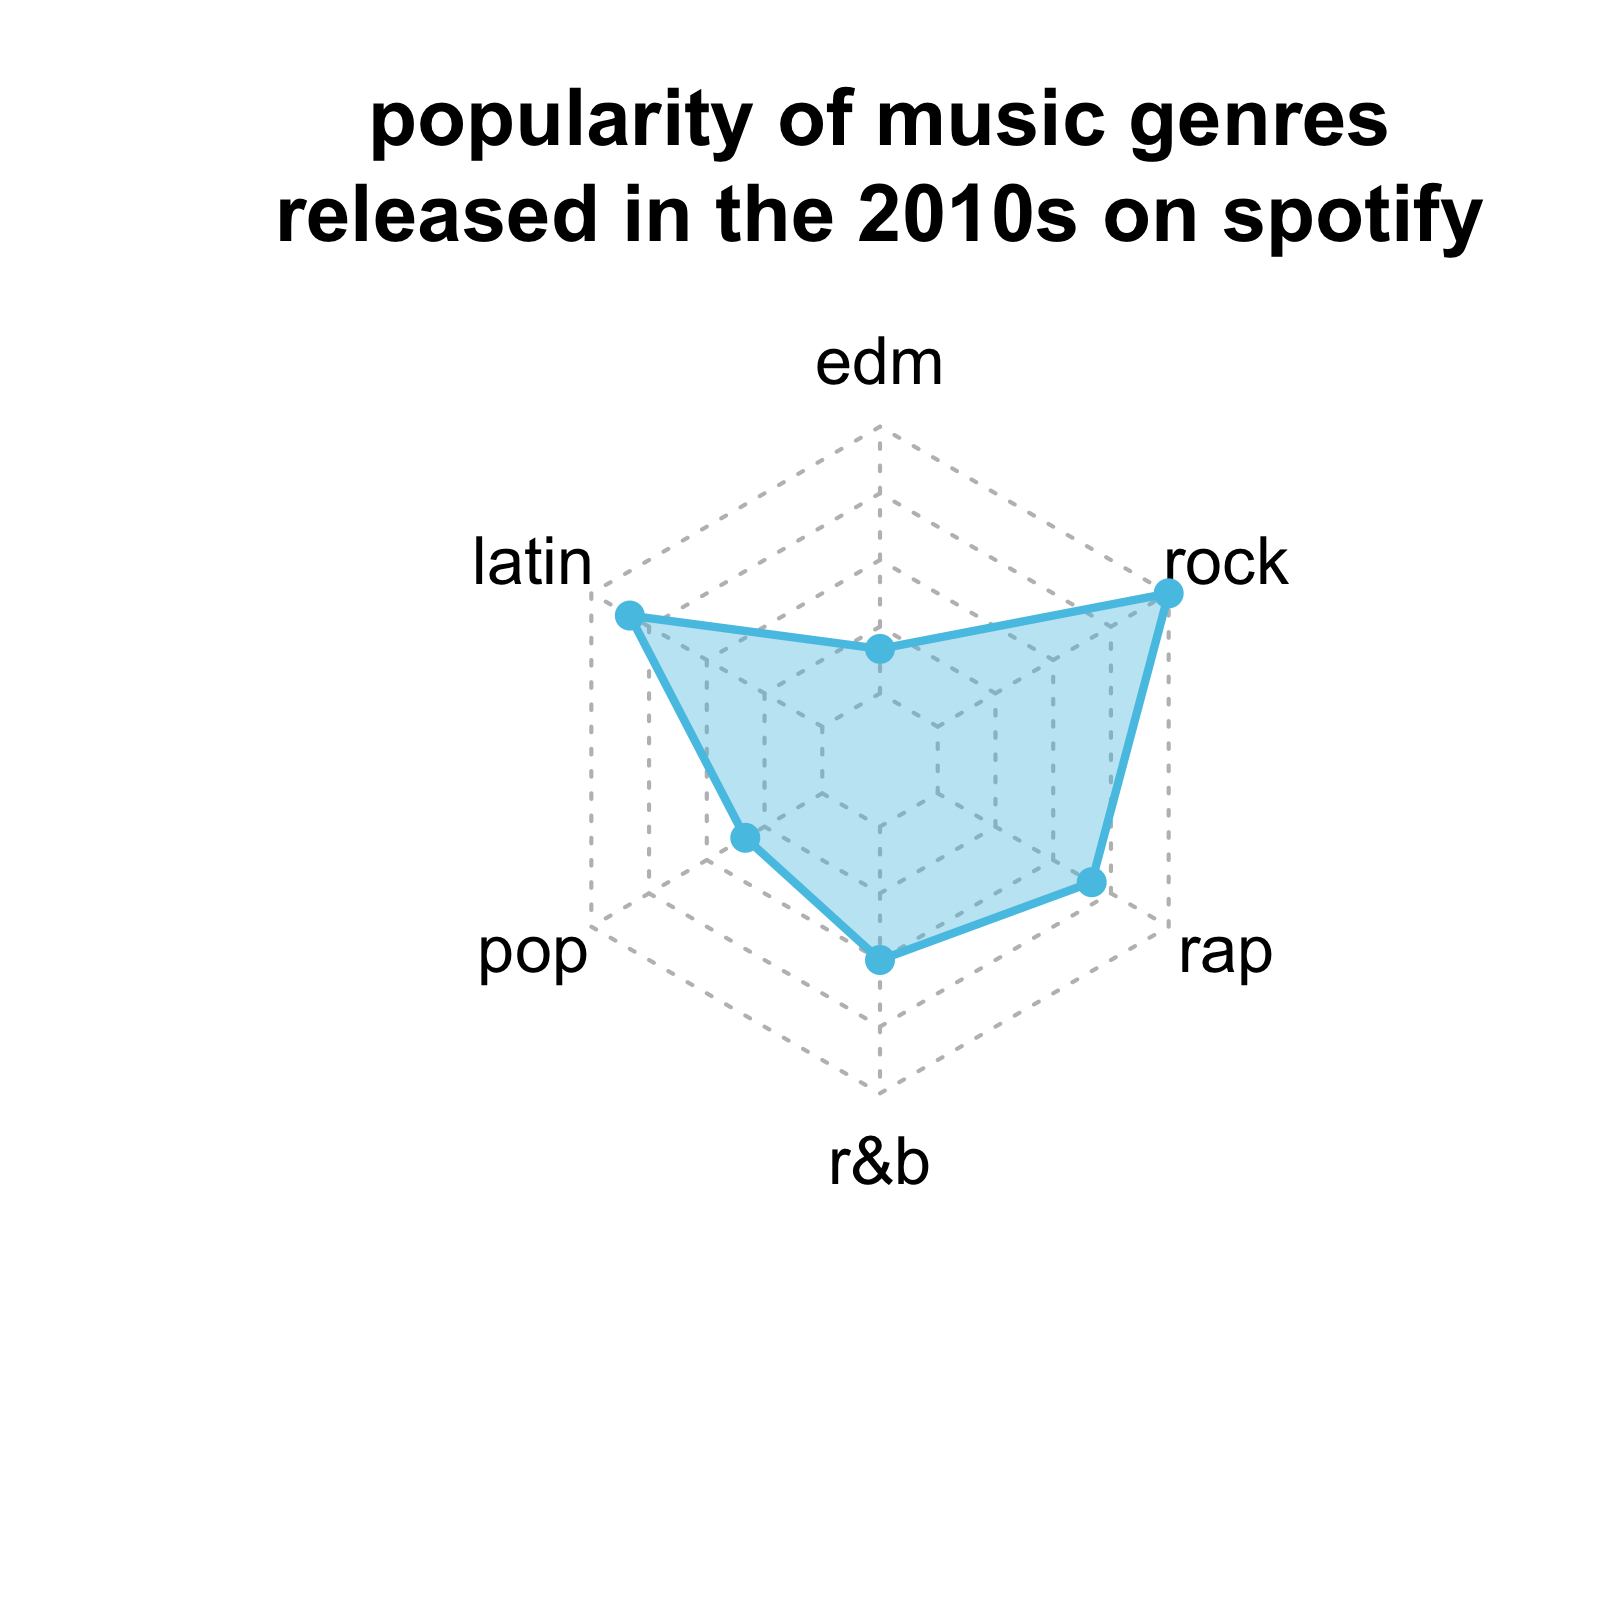 popularity of music genres
released in the 2010s on spotify
edm
latin
rock
pop
rap
r&b